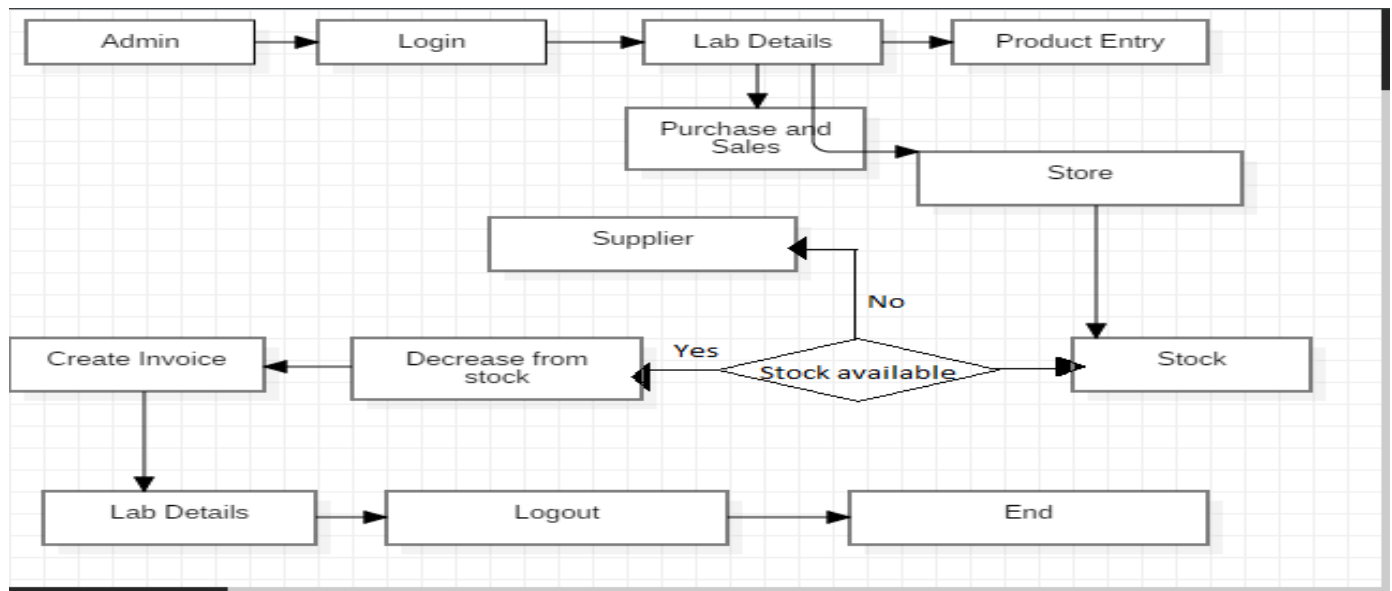 Admin
Login
Lab Details
Product Entry
Purchase and
Sales
Store
Supplier
No
Create Invoice
Decrease from
stock
Yes
Stock available
Stock
Lab Details
Logout
End